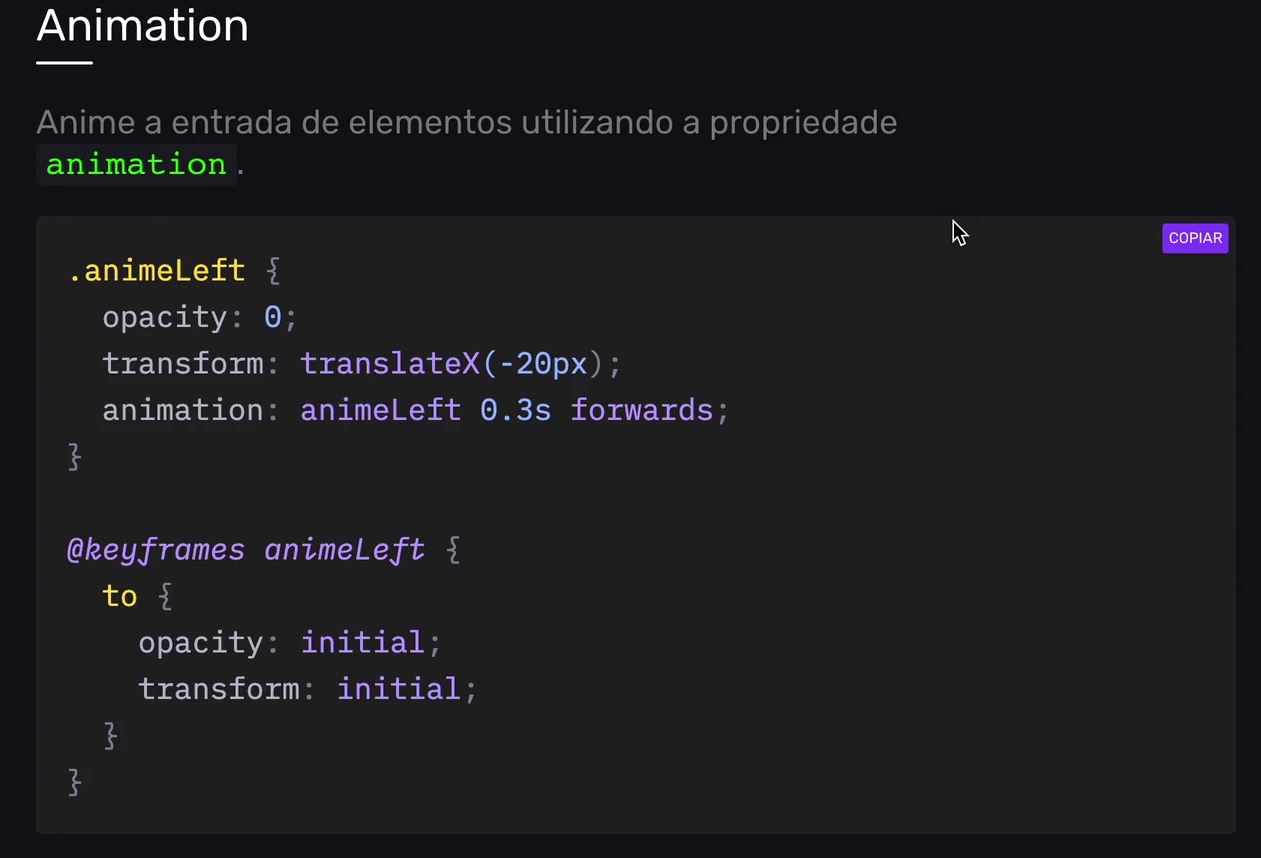 Animation
Anime a entrada de elementos utilizando a propriedade
animation.
COPIAR
.animeLeft {
  opacity: 0;
  transform: translateX(-20px);
  animation: animeLeft 0.3s forwards;
}
@keyframes animeLeft {
  to {
    opacity: initial;
    transform: initial;
  }
}